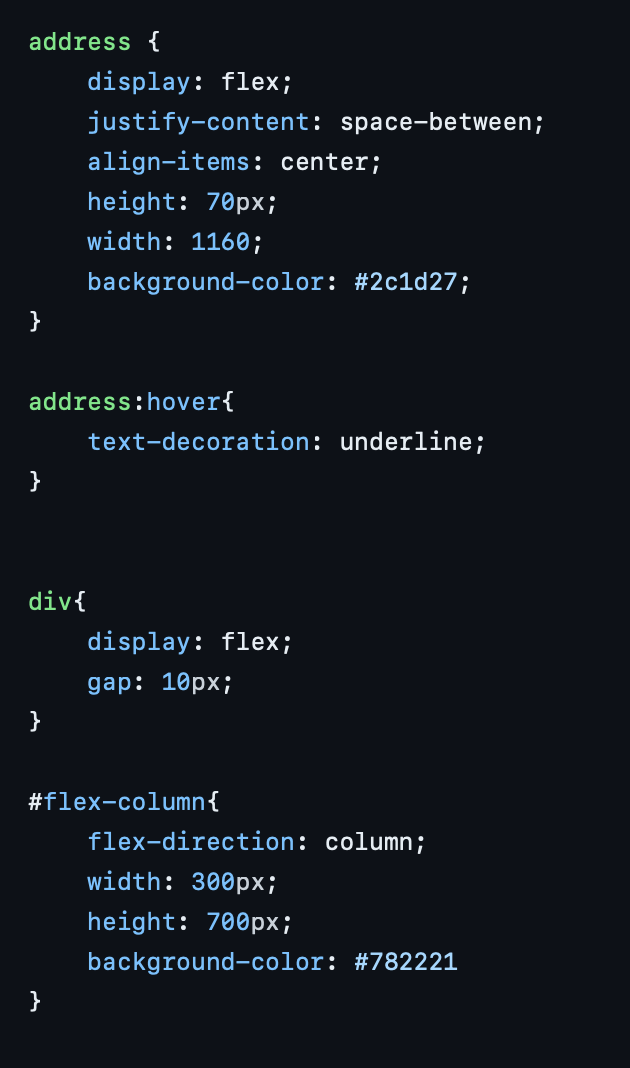 address {
    display: flex;
    justify-content: space-between;
    align-items: center;
    height: 70px;
    width: 1160;
    background-color: #2c1d27;
}
address:hover{
    text-decoration: underline;
}
div{
    display: flex;
    gap: 10px;
}
#flex-column{
    flex-direction: column;
    width: 300px;
    height: 700px;
    background-color: #782221
}